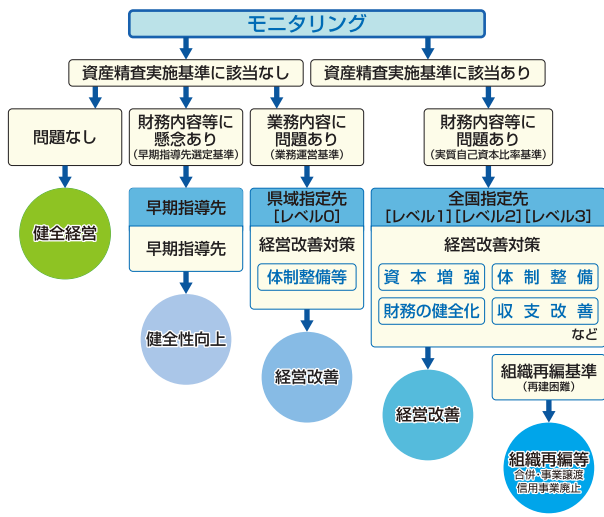 モニタリング
資産精査実施基準に該当なし
資産精査実施基準に該当あり
問題なし
財務内容等に
懸念あり
(早期指導先選定基準)
業務内容に
問題あり
(業務運営基準)
財務内容等に
問題あり
(実質自己資本比率基準)
健全経営
早期指導先
早期指導先
健全性向上
県域指定先
[レベル0]
経営改善対策
体制整備等
経営改善
全国指定先
[レベル1][レベル2][レベル3]
経営改善対策
資本増強
体制整備
財務の健全化
収支改善
など
経営改善
組織再編基準
(再建困難)
組織再編等
合併・事業譲渡
信用事業廃止